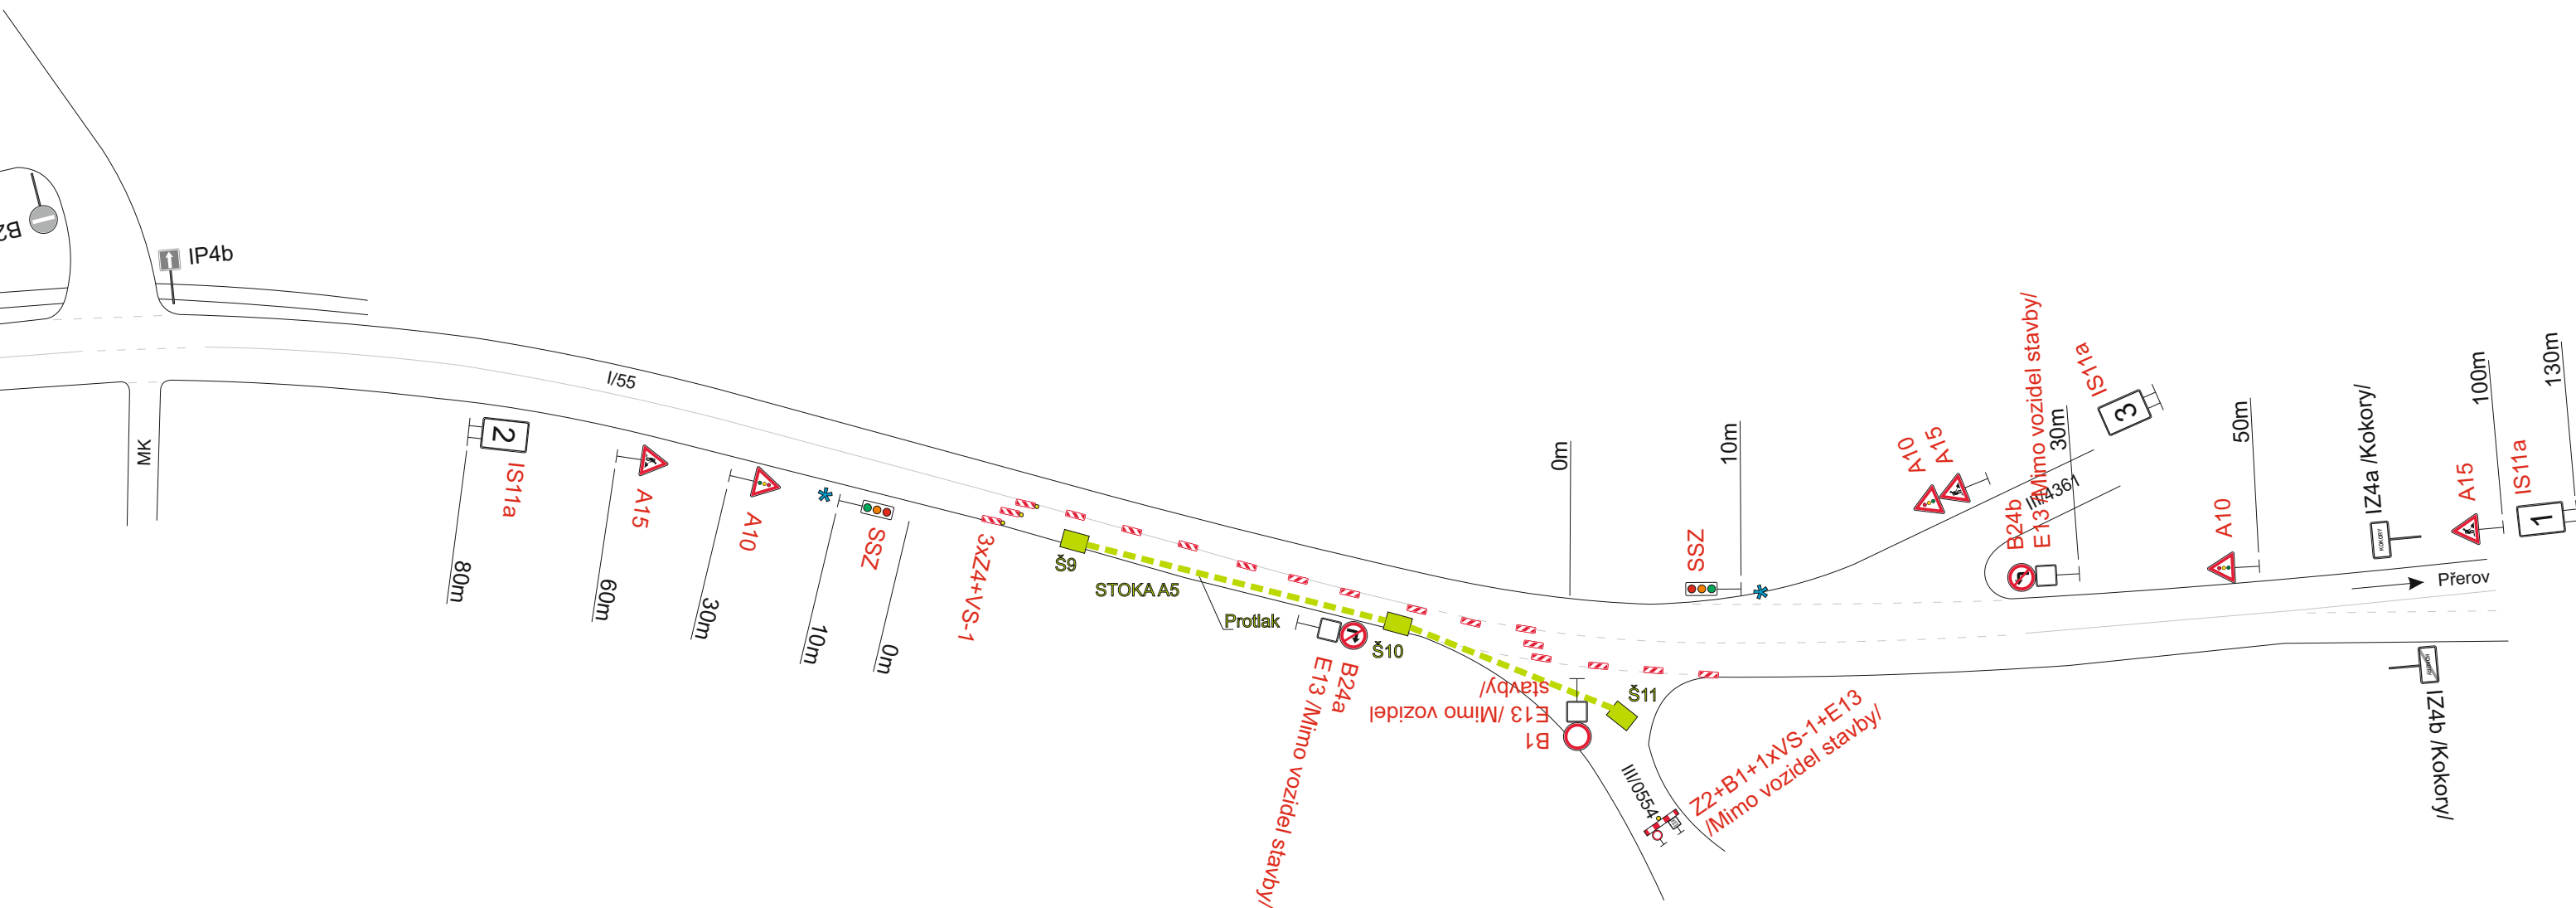 B2
IP4b
MK
I/55
2
IS11a
80m
A15
60m
A10
30m
SSZ
10m
0m
3xZ4+VS-1
Š9
STOKA A5
Protlak
Š10
B24a
E13 /Mimo vozidel stavby/
B1
E13 /Mimo vozidel
stavby/
Š11
III/0554
Z2+B1+1xVS-1+E13
/Mimo vozidel stavby/
0m
10m
SSZ
A10
A15
III/4361
IS11a
3
B24b
E13 /Mimo vozidel stavby/
30m
A10
50m
IZ4a /Kokory/
KOKORY
A15
100m
IS11a
1
130m
Přerov
KOKORY
IZ4b /Kokory/